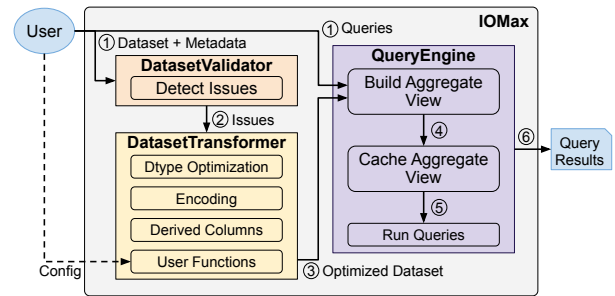 User
IOMax
① Dataset + Metadata
① Queries
DatasetValidator
Detect Issues
② Issues
DatasetTransformer
Dtype Optimization
Encoding
Derived Columns
User Functions
Config
③ Optimized Dataset
QueryEngine
Build Aggregate
View
④
Cache Aggregate
View
⑤
Run Queries
⑥
Query
Results